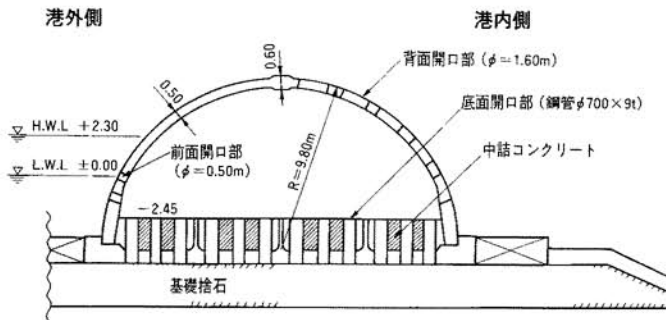 港外側
港内側
0.60
0.50
背面開口部 (φ=1.60m)
底面開口部 (鋼管φ700×9t)
H.W.L +2.30
前面開口部
(φ=0.50m)
R=9.80m
中詰コンクリート
L.W.L ±0.00
-2.45
基礎捨石